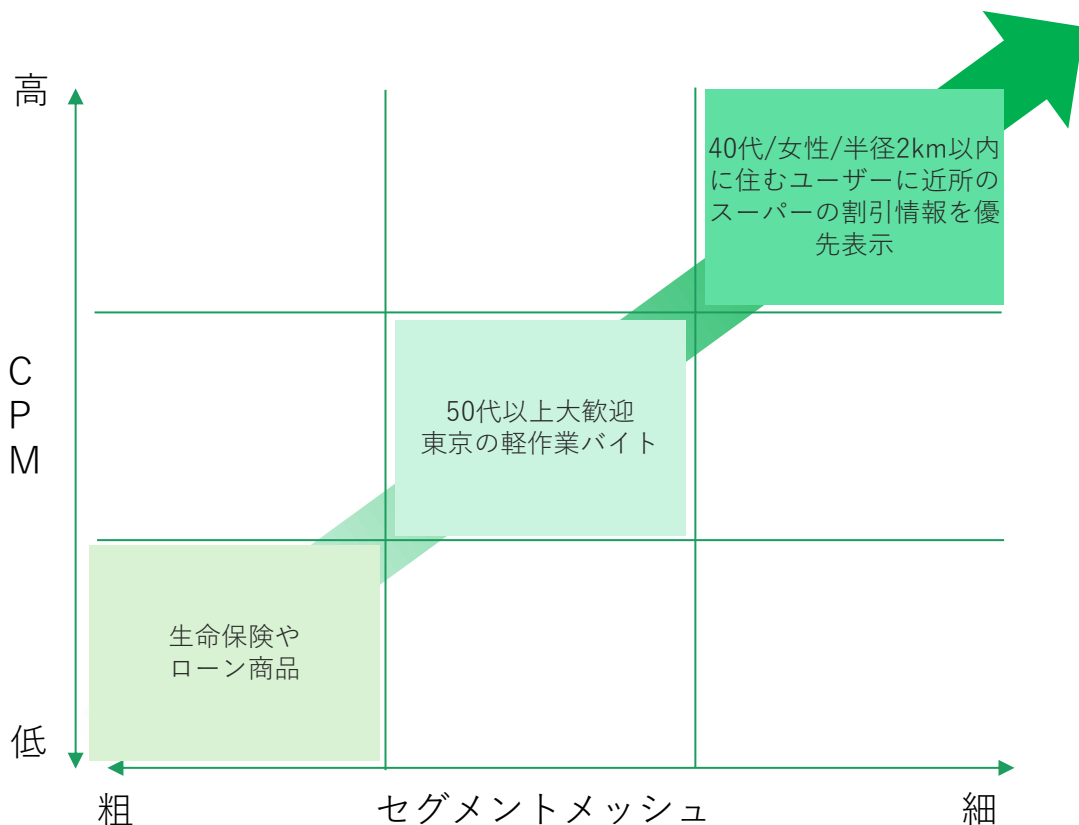 高
40代/女性/半径2km以内
に住むユーザーに近所の
スーパーの割引情報を優
先表示
C
P
M
50代以上大歓迎
東京の軽作業バイト
生命保険や
ローン商品
低
粗
セグメントメッシュ
細